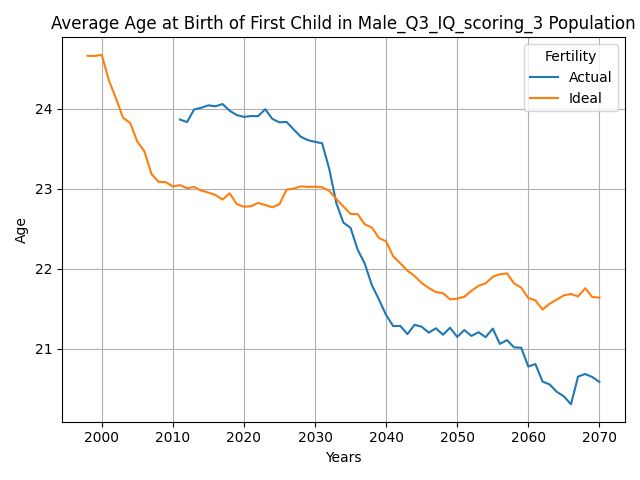 Average Age at Birth of First Child in Male_Q3_IQ_scoring_3 Population
Fertility
Actual
Ideal
24
23
22
21
Age
2000 2010 2020 2030 2040 2050 2060 2070
Years